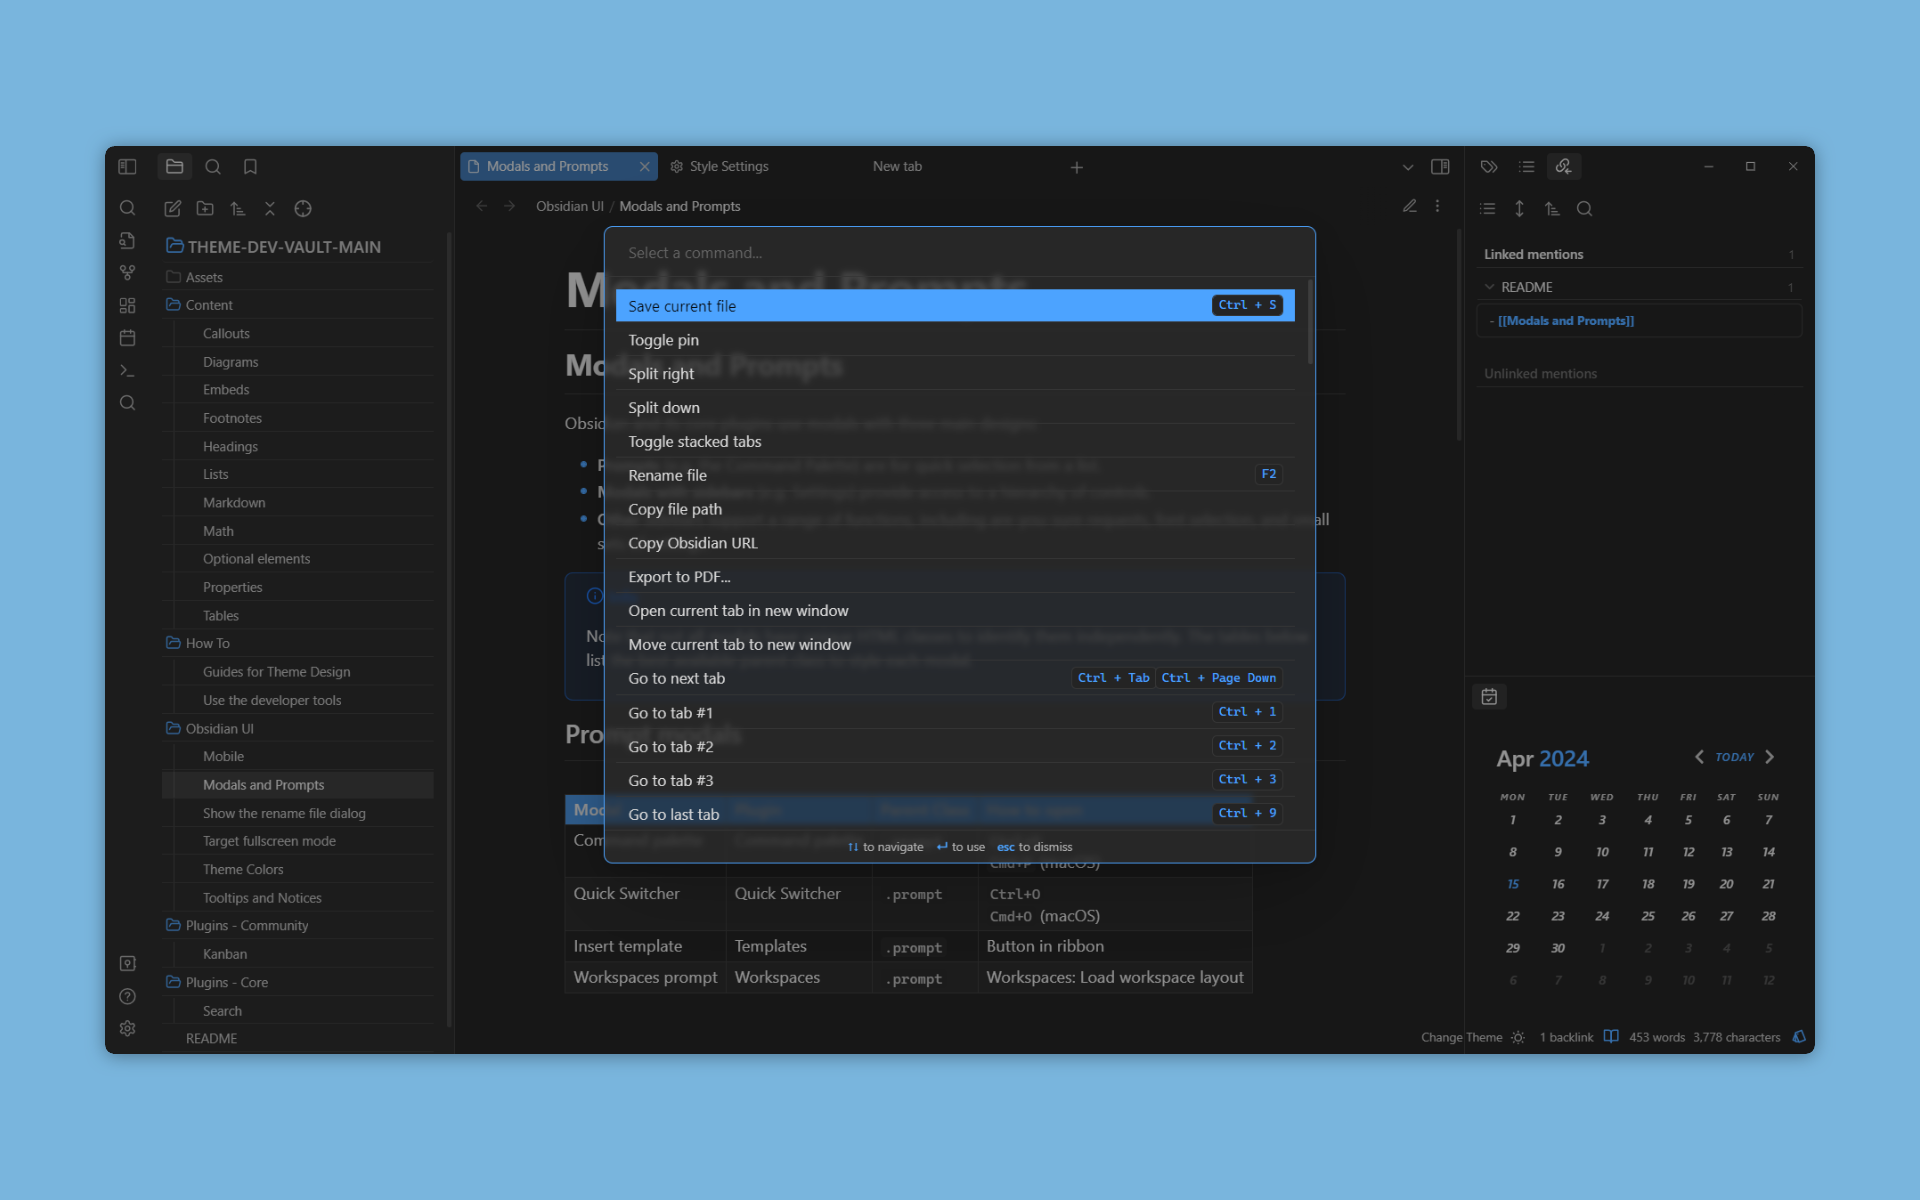 Modals and Prompts
Style Settings
New tab
Obsidian UI / Modals and Prompts
THEME-DEV-VAULT-MAIN
Assets
Content
Callouts
Diagrams
Embeds
Footnotes
Headings
Lists
Markdown
Math
Optional elements
Properties
Tables
How To
Guides for Theme Design
Use the developer tools
Obsidian UI
Mobile
Modals and Prompts
Show the rename file dialog
Target fullscreen mode
Theme Colors
Tooltips and Notices
Plugins - Community
Kanban
Plugins - Core
Search
README
Modals and Prompts
Modals and Prompts
Prompt modals
Select a command...
Save current file Ctrl + S
Toggle pin
Split right
Split down
Toggle stacked tabs
Rename file F2
Copy file path
Copy Obsidian URL
Export to PDF...
Open current tab in new window
Move current tab to new window
Go to next tab Ctrl + Tab Ctrl + Page Down
Go to tab #1 Ctrl + 1
Go to tab #2 Ctrl + 2
Go to tab #3 Ctrl + 3
Go to last tab Ctrl + 9
↑↓ to navigate ↵ to use esc to dismiss
Cmd+P (macOS)
Quick Switcher Quick Switcher .prompt Ctrl+O
Cmd+O (macOS)
Insert template Templates .prompt Button in ribbon
Workspaces prompt Workspaces .prompt Workspaces: Load workspace layout
Linked mentions 1
README 1
- [[Modals and Prompts]]
Unlinked mentions
Apr 2024 TODAY
MON TUE WED THU FRI SAT SUN
1 2 3 4 5 6 7
8 9 10 11 12 13 14
15 16 17 18 19 20 21
22 23 24 25 26 27 28
29 30 1 2 3 4 5
6 7 8 9 10 11 12
Change Theme 1 backlink 453 words 3,778 characters